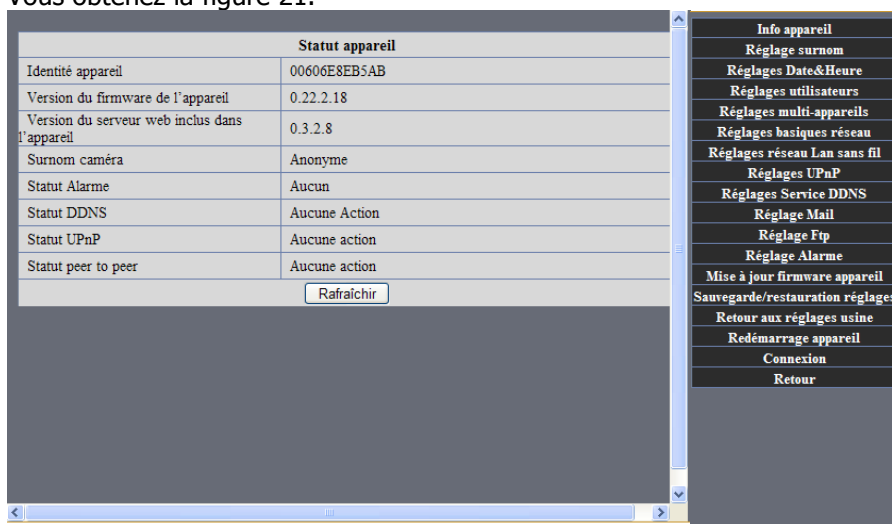 Vous obtenez la figure 21.
Statut appareil
Identité appareil 00606E8EB5AB
Version du firmware de l'appareil 0.22.2.18
Version du serveur web inclus dans
l'appareil 0.3.2.8
Surnom caméra Anonyme
Statut Alarme Aucun
Statut DDNS Aucune Action
Statut UPnP Aucune action
Statut peer to peer Aucune action
Rafraîchir
Info appareil
Réglage surnom
Réglages Date&Heure
Réglages utilisateurs
Réglages multi-appareils
Réglages basiques réseau
Réglages réseau Lan sans fil
Réglages UPnP
Réglages Service DDNS
Réglage Mail
Réglage Ftp
Réglage Alarme
Mise à jour firmware appareil
Sauvegarde/restauration réglages
Retour aux réglages usine
Redémarrage appareil
Connexion
Retour